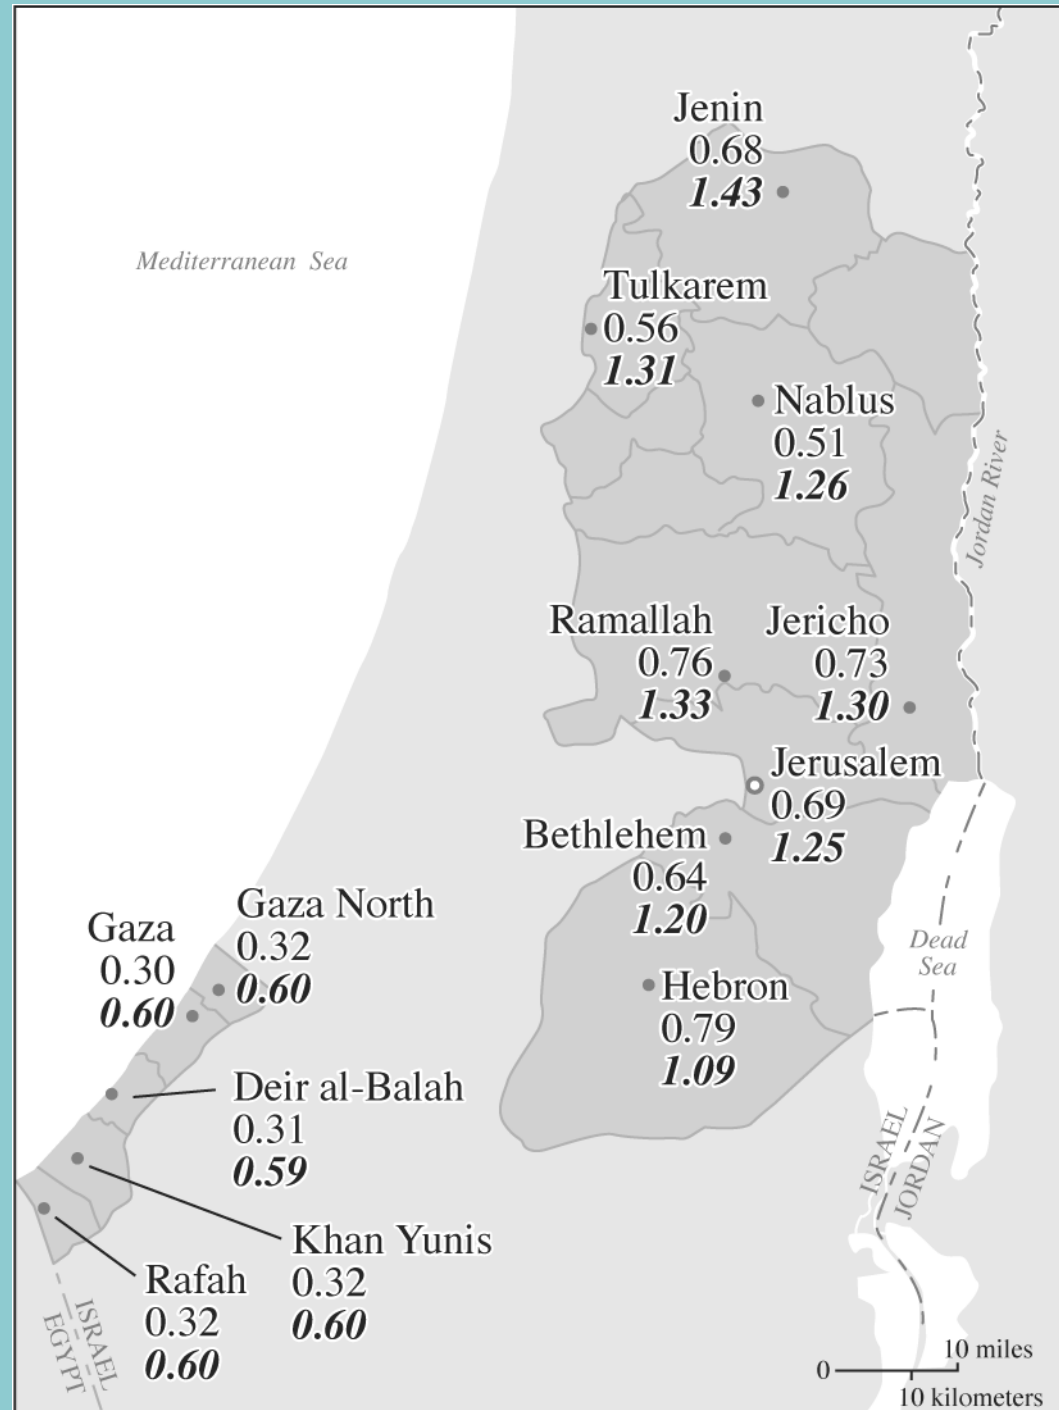 Jenin
0.68
1.43
Mediterranean Sea
Tulkarem
0.56
1.31
Nablus
0.51
1.26
Jordan River
Ramallah
0.76
1.33
Jericho
0.73
1.30
Jerusalem
0.69
1.25
Bethlehem
0.64
1.20
Gaza North
0.32
0.60
Gaza
0.30
0.60
Dead
Sea
Hebron
0.79
1.09
Deir al-Balah
0.31
0.59
ISRAEL
JORDAN
Khan Yunis
0.32
0.60
Rafah
0.32
0.60
ISRAEL
EGYPT
10 miles
0
10 kilometers